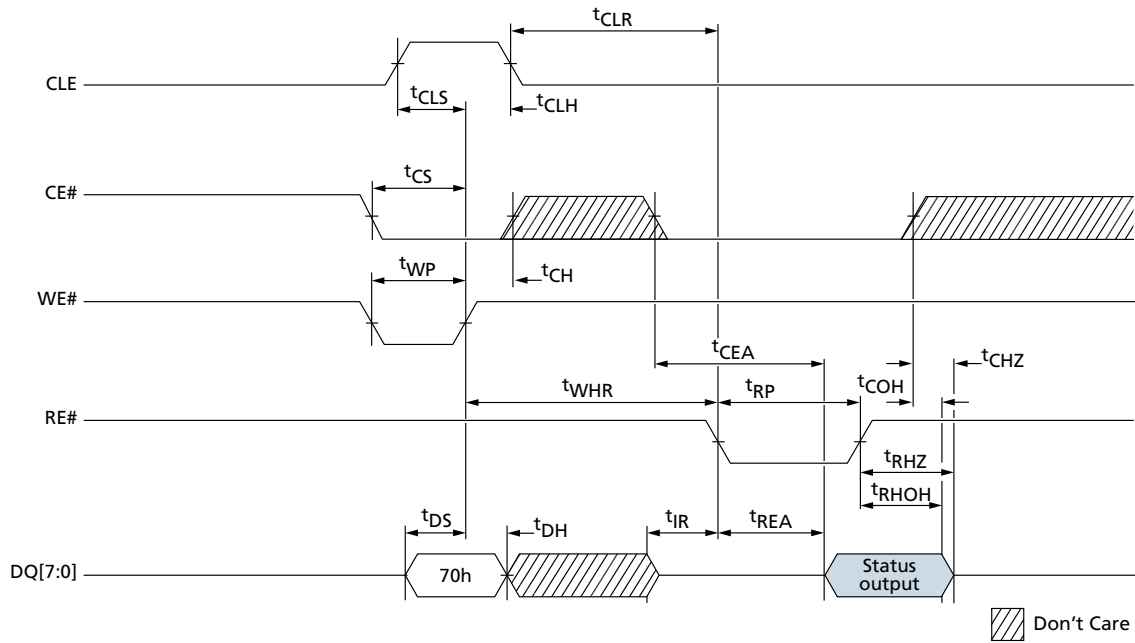 tCLR
CLE
tCLS
tCLH
tCS
CE#
tWP
tCH
WE#
tCEA
tCHZ
tWHR
tRP
tCOH
RE#
tRHZ
tRHOH
tDS
tDH
tIR
tREA
DQ[7:0]
70h
Status
output
Don't Care